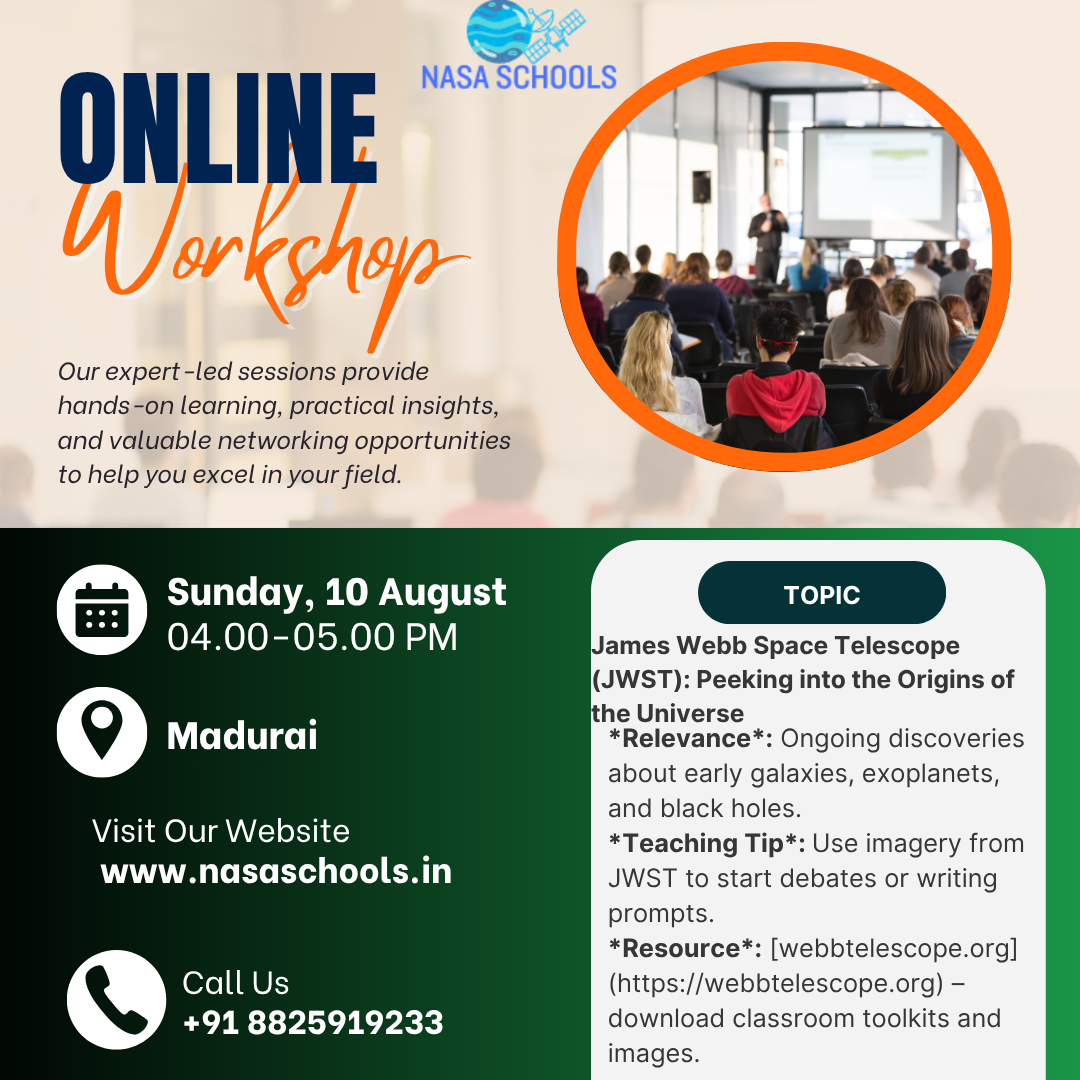 NASA SCHOOLS
ONLINE
Workshop
Our expert-led sessions provide
hands-on learning, practical insights,
and valuable networking opportunities
to help you excel in your field.
Sunday, 10 August
04.00-05.00 PM
Madurai
Visit Our Website
www.nasaschools.in
Call Us
+91 8825919233
TOPIC
James Webb Space Telescope
(JWST): Peeking into the Origins of
the Universe
*Relevance*: Ongoing discoveries
about early galaxies, exoplanets,
and black holes.
*Teaching Tip*: Use imagery from
JWST to start debates or writing
prompts.
*Resource*: [webbtelescope.org]
(https://webbtelescope.org) –
download classroom toolkits and
images.